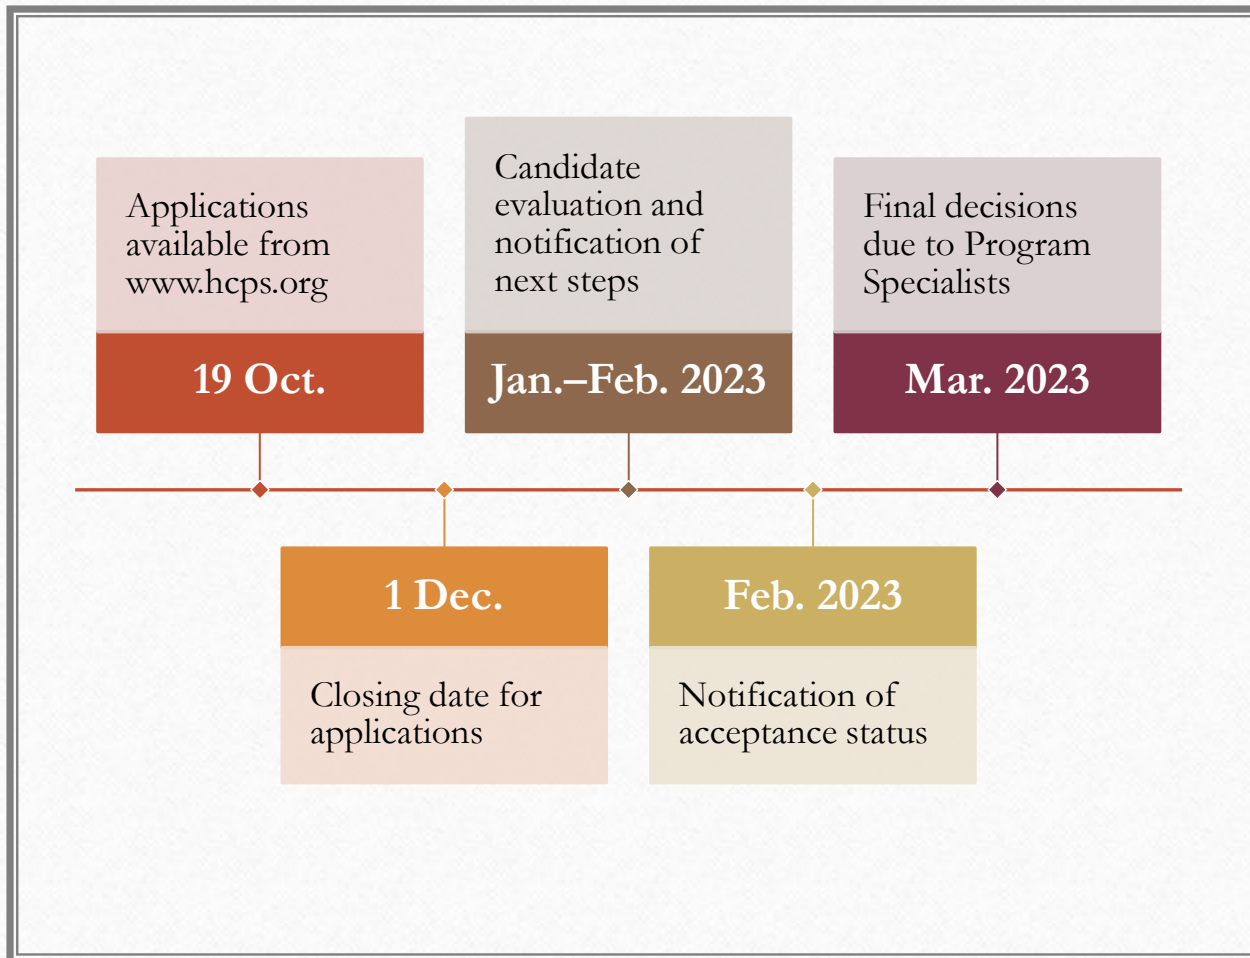 Applications
available from
www.hcps.org
19 Oct.
1 Dec.
Closing date for
applications
Candidate
evaluation and
notification of
next steps
Jan.–Feb. 2023
Feb. 2023
Notification of
acceptance status
Final decisions
due to Program
Specialists
Mar. 2023